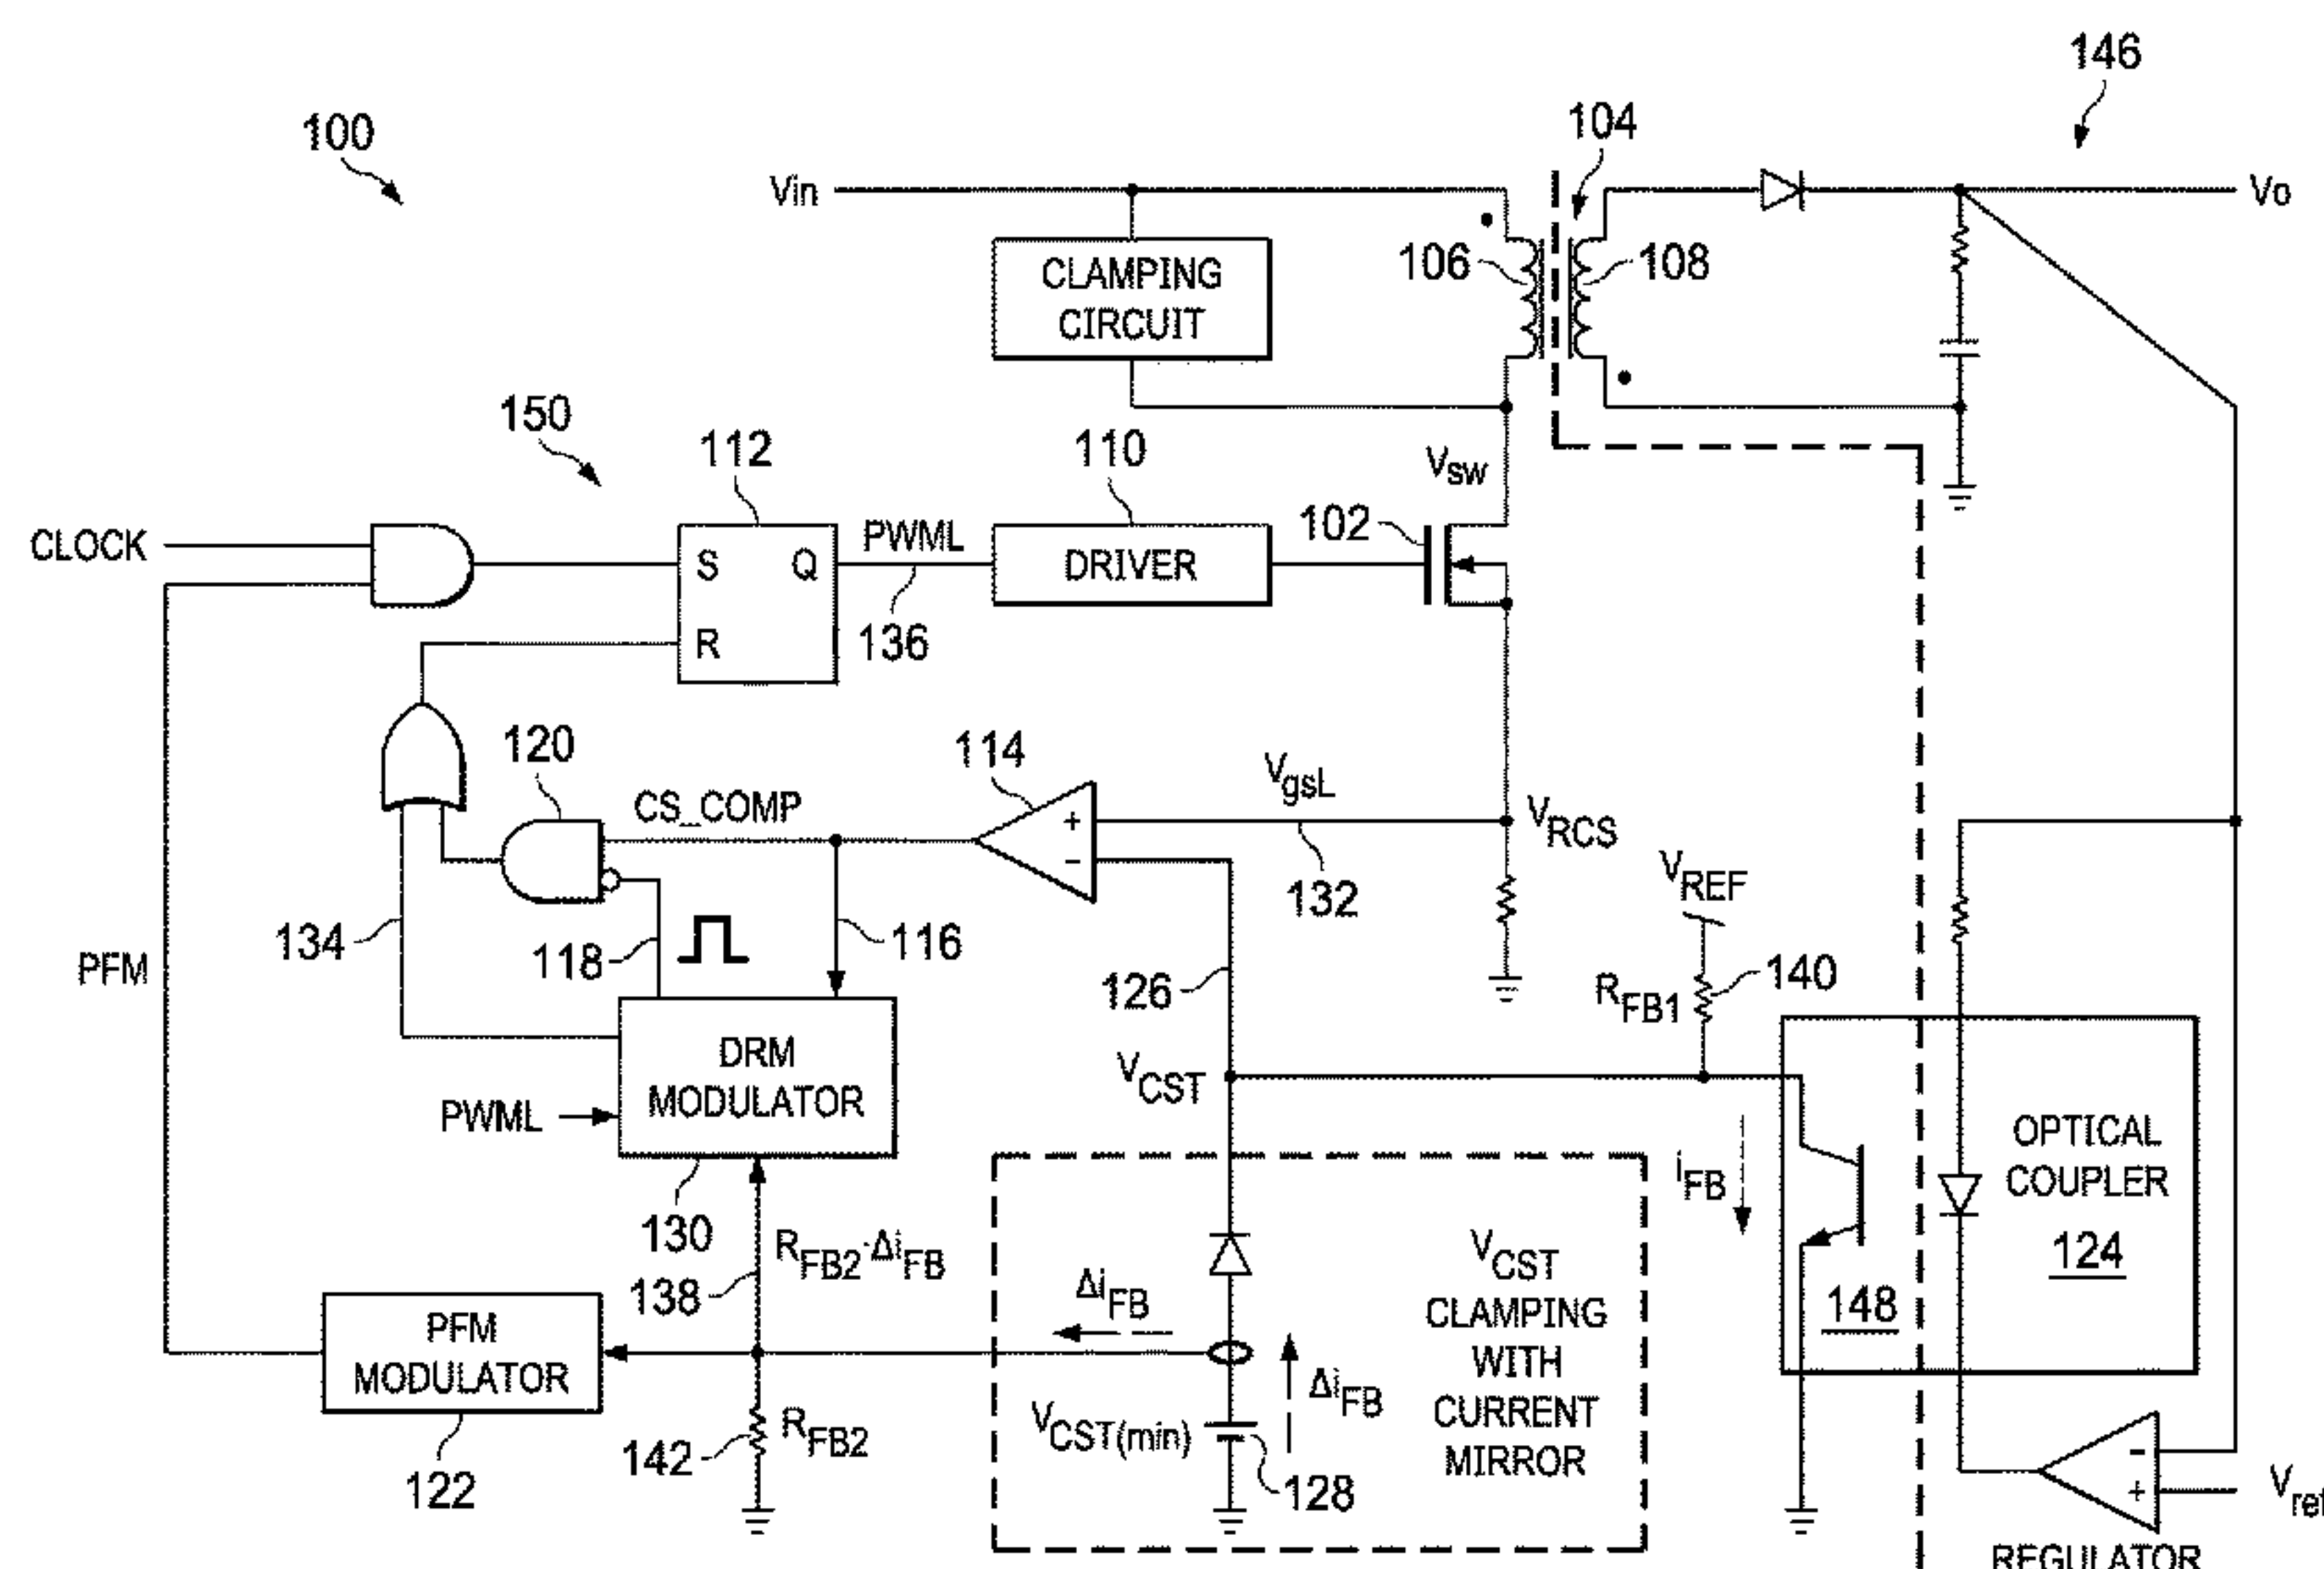 146
100
104
Vin
Vo
CLAMPING
CIRCUIT
106
108
150
112
110
VSW
102
CLOCK
S
Q
PWML
DRIVER
R
136
120
114
VgsL
CS_COMP
+
-
VRCS
132
VREF
134
118
116
126
RFB1
140
PFM
DRM
MODULATOR
VCST
PWML
OPTICAL
COUPLER
124
iFB
130
RFB2·ΔiFB
138
VCST
CLAMPING
WITH
CURRENT
MIRROR
ΔiFB
148
PFM
MODULATOR
ΔiFB
VCST(min)
RFB2
142
122
128
-
+
Vref
REGULATOR